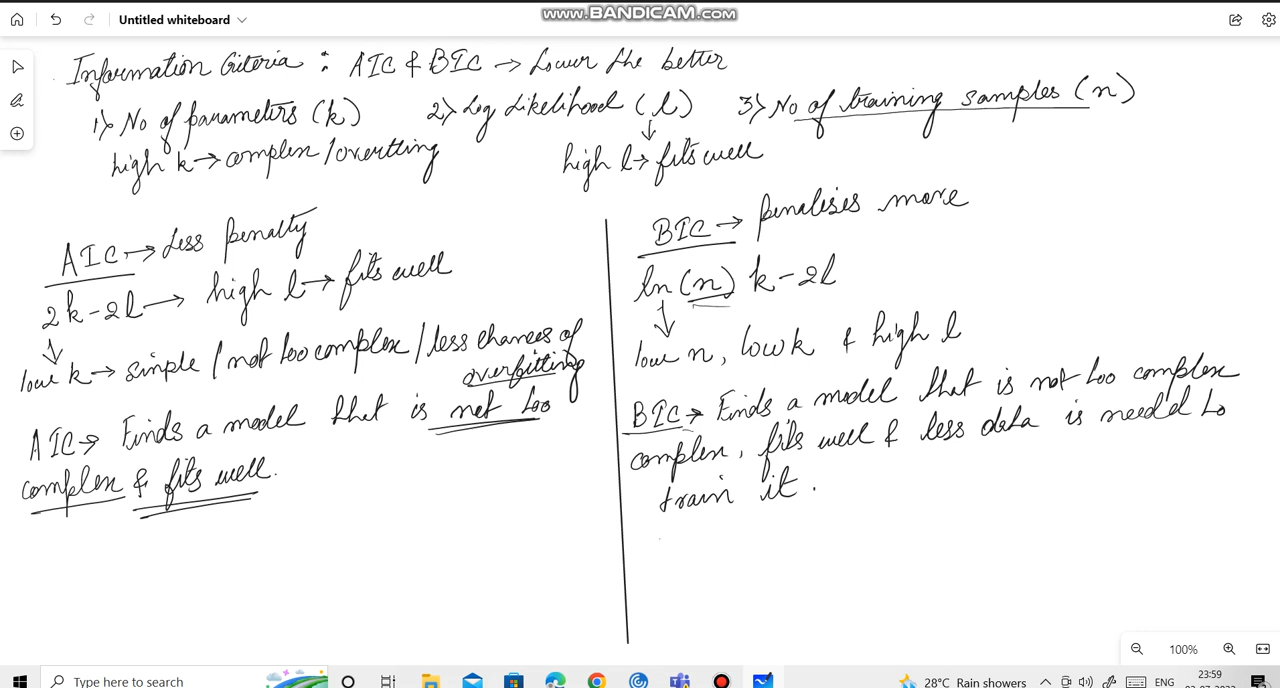 www.BANDICAM.com
Untitled whiteboard
Information Criteria : AIC & BIC → Lower the better
1) No of parameters (k) 2) Log Likelihood (l) 3) No of training samples (n)
high k → complex / overtting high l → fits well
AIC → Less penalty
2k - 2l → high l → fits well
low k → simple / not too complex / less chances of
overfitting
AIC → Finds a model that is not too
complex & fits well.
BIC → Penalises more
ln (n) k - 2l
low n, low k & high l
BIC → Finds a model that is not too complex
complex, fits well & less data is needd to
train it.
100%
Type here to search
28°C Rain showers
ENG
23:59